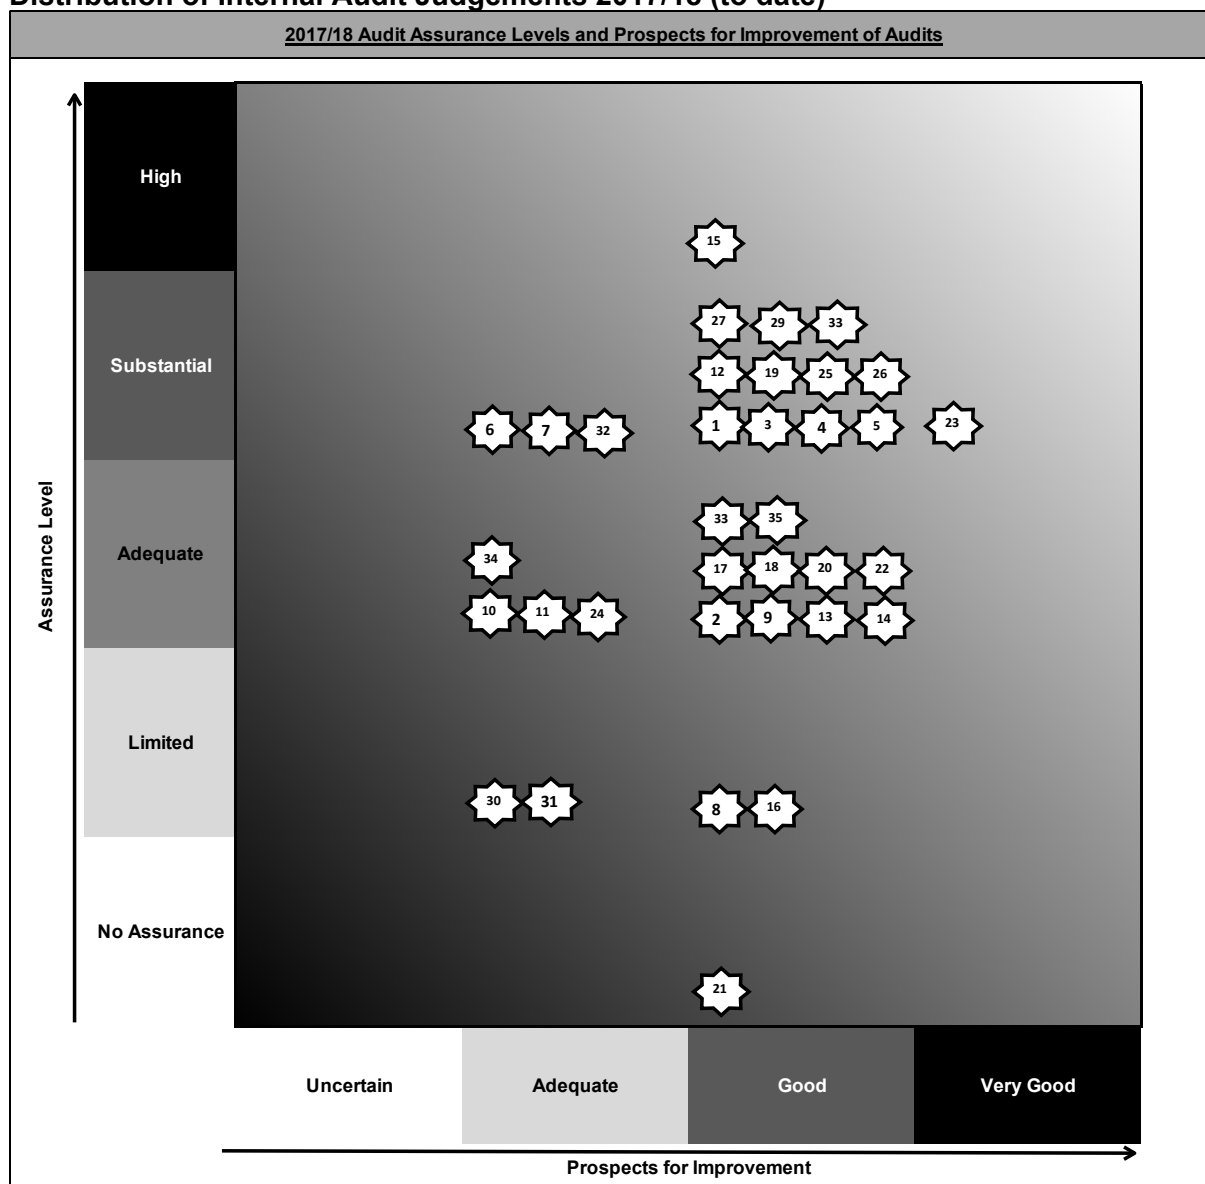 Distribution of Internal Audit Judgements 2017/18 (to date)
2017/18 Audit Assurance Levels and Prospects for Improvement of Audits
High
15
27 29 33
Substantial
12 19 25 26
6 7 32 1 3 4 5 23
Assurance Level
33 35
Adequate
34 17 18 20 22
10 11 24 2 9 13 14
Limited
30 31 8 16
No Assurance
21
Uncertain Adequate Good Very Good
Prospects for Improvement